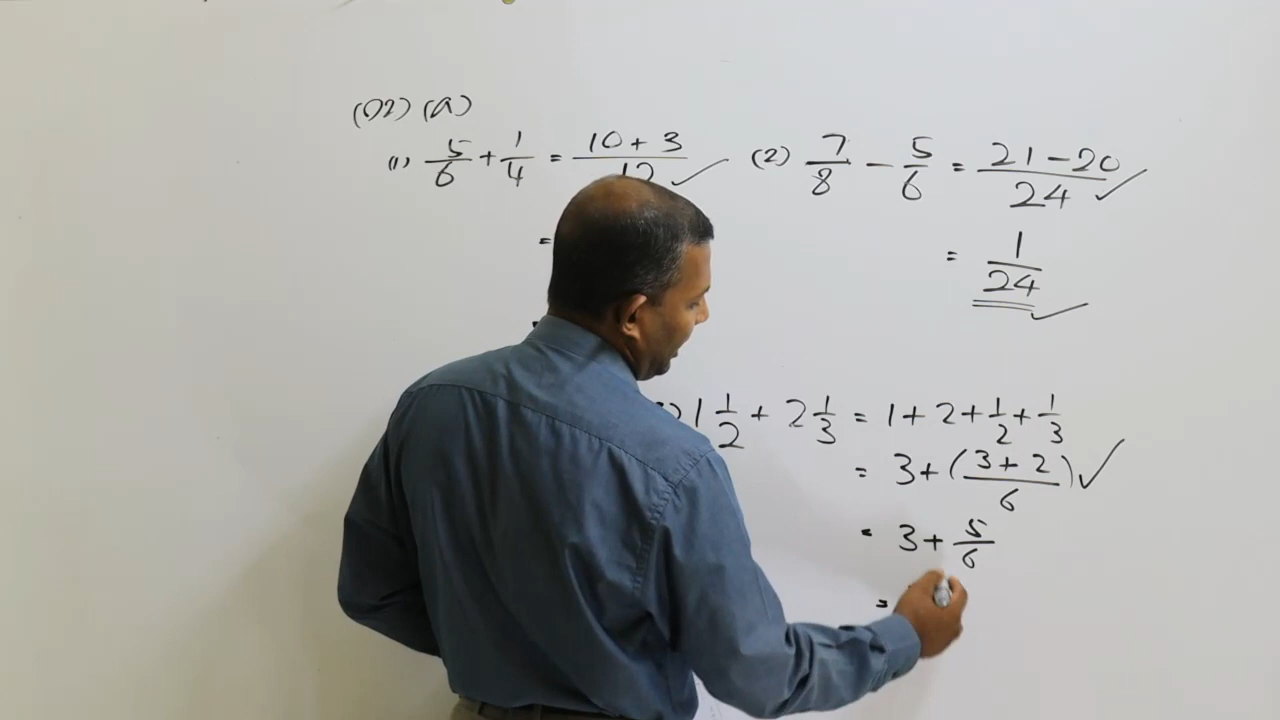 (02) (a)
(1) 5/6 + 1/4 = 10 + 3 / 12 ✓
=
(2) 7/8 − 5/6 = 21 − 20 / 24 ✓
= 1/24 ✓
) 1 1/2 + 2 1/3 = 1 + 2 + 1/2 + 1/3
= 3 + (3 + 2 / 6) ✓
= 3 + 5/6
=